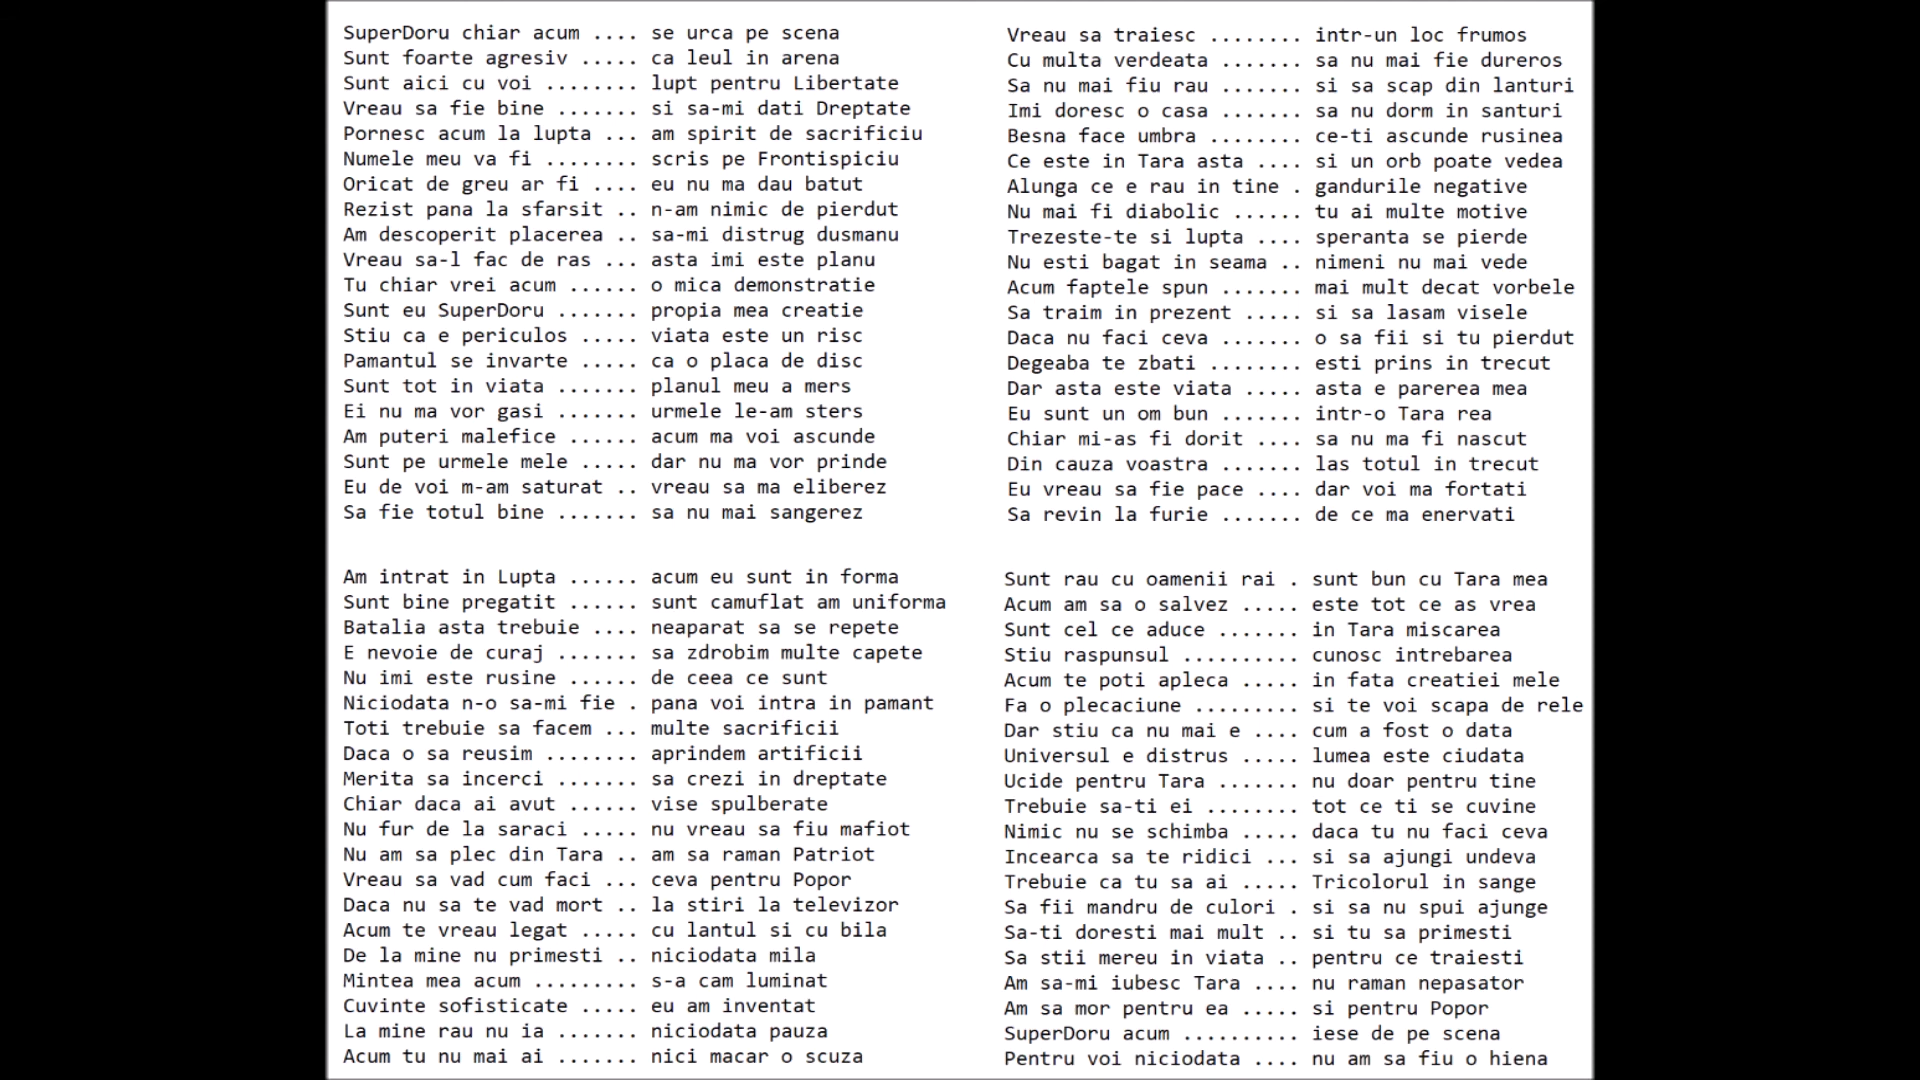 SuperDoru chiar acum .... se urca pe scena
Sunt foarte agresiv ..... ca leul in arena
Sunt aici cu voi ........ lupt pentru Libertate
Vreau sa fie bine ....... si sa-mi dati Dreptate
Pornesc acum la lupta ... am spirit de sacrificiu
Numele meu va fi ........ scris pe Frontispiciu
Oricat de greu ar fi .... eu nu ma dau batut
Rezist pana la sfarsit .. n-am nimic de pierdut
Am descoperit placerea .. sa-mi distrug dusmanu
Vreau sa-l fac de ras ... asta imi este planu
Tu chiar vrei acum ...... o mica demonstratie
Sunt eu SuperDoru ....... propia mea creatie
Stiu ca e periculos ..... viata este un risc
Pamantul se invarte ..... ca o placa de disc
Sunt tot in viata ....... planul meu a mers
Ei nu ma vor gasi ....... urmele le-am sters
Am puteri malefice ...... acum ma voi ascunde
Sunt pe urmele mele ..... dar nu ma vor prinde
Eu de voi m-am saturat .. vreau sa ma eliberez
Sa fie totul bine ....... sa nu mai sangerez
Am intrat in Lupta ...... acum eu sunt in forma
Sunt bine pregatit ...... sunt camuflat am uniforma
Batalia asta trebuie .... neaparat sa se repete
E nevoie de curaj ....... sa zdrobim multe capete
Nu imi este rusine ...... de ceea ce sunt
Niciodata n-o sa-mi fie . pana voi intra in pamant
Toti trebuie sa facem ... multe sacrificii
Daca o sa reusim ........ aprindem artificii
Merita sa incerci ....... sa crezi in dreptate
Chiar daca ai avut ...... vise spulberate
Nu fur de la saraci ..... nu vreau sa fiu mafiot
Nu am sa plec din Tara .. am sa raman Patriot
Vreau sa vad cum faci ... ceva pentru Popor
Daca nu sa te vad mort .. la stiri la televizor
Acum te vreau legat ..... cu lantul si cu bila
De la mine nu primesti .. niciodata mila
Mintea mea acum ......... s-a cam luminat
Cuvinte sofisticate ..... eu am inventat
La mine rau nu ia ....... niciodata pauza
Acum tu nu mai ai ....... nici macar o scuza
Vreau sa traiesc ........ intr-un loc frumos
Cu multa verdeata ....... sa nu mai fie dureros
Sa nu mai fiu rau ....... si sa scap din lanturi
Imi doresc o casa ....... sa nu dorm in santuri
Besna face umbra ........ ce-ti ascunde rusinea
Ce este in Tara asta .... si un orb poate vedea
Alunga ce e rau in tine . gandurile negative
Nu mai fi diabolic ...... tu ai multe motive
Trezeste-te si lupta .... speranta se pierde
Nu esti bagat in seama .. nimeni nu mai vede
Acum faptele spun ....... mai mult decat vorbele
Sa traim in prezent ..... si sa lasam visele
Daca nu faci ceva ....... o sa fii si tu pierdut
Degeaba te zbati ........ esti prins in trecut
Dar asta este viata ..... asta e parerea mea
Eu sunt un om bun ....... intr-o Tara rea
Chiar mi-as fi dorit .... sa nu ma fi nascut
Din cauza voastra ....... las totul in trecut
Eu vreau sa fie pace .... dar voi ma fortati
Sa revin la furie ....... de ce ma enervati
Sunt rau cu oamenii rai . sunt bun cu Tara mea
Acum am sa o salvez ..... este tot ce as vrea
Sunt cel ce aduce ....... in Tara miscarea
Stiu raspunsul .......... cunosc intrebarea
Acum te poti apleca ..... in fata creatiei mele
Fa o plecaciune ......... si te voi scapa de rele
Dar stiu ca nu mai e .... cum a fost o data
Universul e distrus ..... lumea este ciudata
Ucide pentru Tara ....... nu doar pentru tine
Trebuie sa-ti ei ........ tot ce ti se cuvine
Nimic nu se schimba ..... daca tu nu faci ceva
Incearca sa te ridici ... si sa ajungi undeva
Trebuie ca tu sa ai ..... Tricolorul in sange
Sa fii mandru de culori . si sa nu spui ajunge
Sa-ti doresti mai mult .. si tu sa primesti
Sa stii mereu in viata .. pentru ce traiesti
Am sa-mi iubesc Tara .... nu raman nepasator
Am sa mor pentru ea ..... si pentru Popor
SuperDoru acum .......... iese de pe scena
Pentru voi niciodata .... nu am sa fiu o hiena